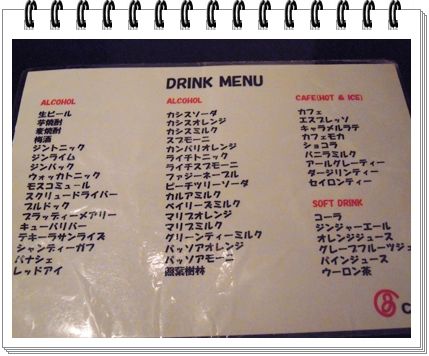 DRINK MENU
ALCOHOL
生ビール
芋焼酎
麦焼酎
梅酒
ジントニック
ジンライム
ジンバック
ウォッカトニック
モスコミュール
スクリュードライバー
ブルドック
ブラッディーメアリー
キューバリバー
テキーラサンライズ
シャンディーガフ
パナシェ
レッドアイ
ALCOHOL
カシスソーダ
カシスオレンジ
カシスミルク
スプモーニ
カンパリオレンジ
ライチトニック
ライチスプモーニ
ファジーネーブル
ピーチツリーソーダ
カルアミルク
ベイリーズミルク
マリブオレンジ
マリブミルク
グリーンティーミルク
パッソアオレンジ
パッソアモーニ
照葉樹林
CAFE(HOT & ICE)
カフェ
エスプレッソ
キャラメルラテ
カフェモカ
ショコラ
バニラミルク
アールグレーティー
ダージリンティー
セイロンティー
SOFT DRINK
コーラ
ジンジャーエール
オレンジジュース
グレープフルーツジュ
パインジュース
ウーロン茶